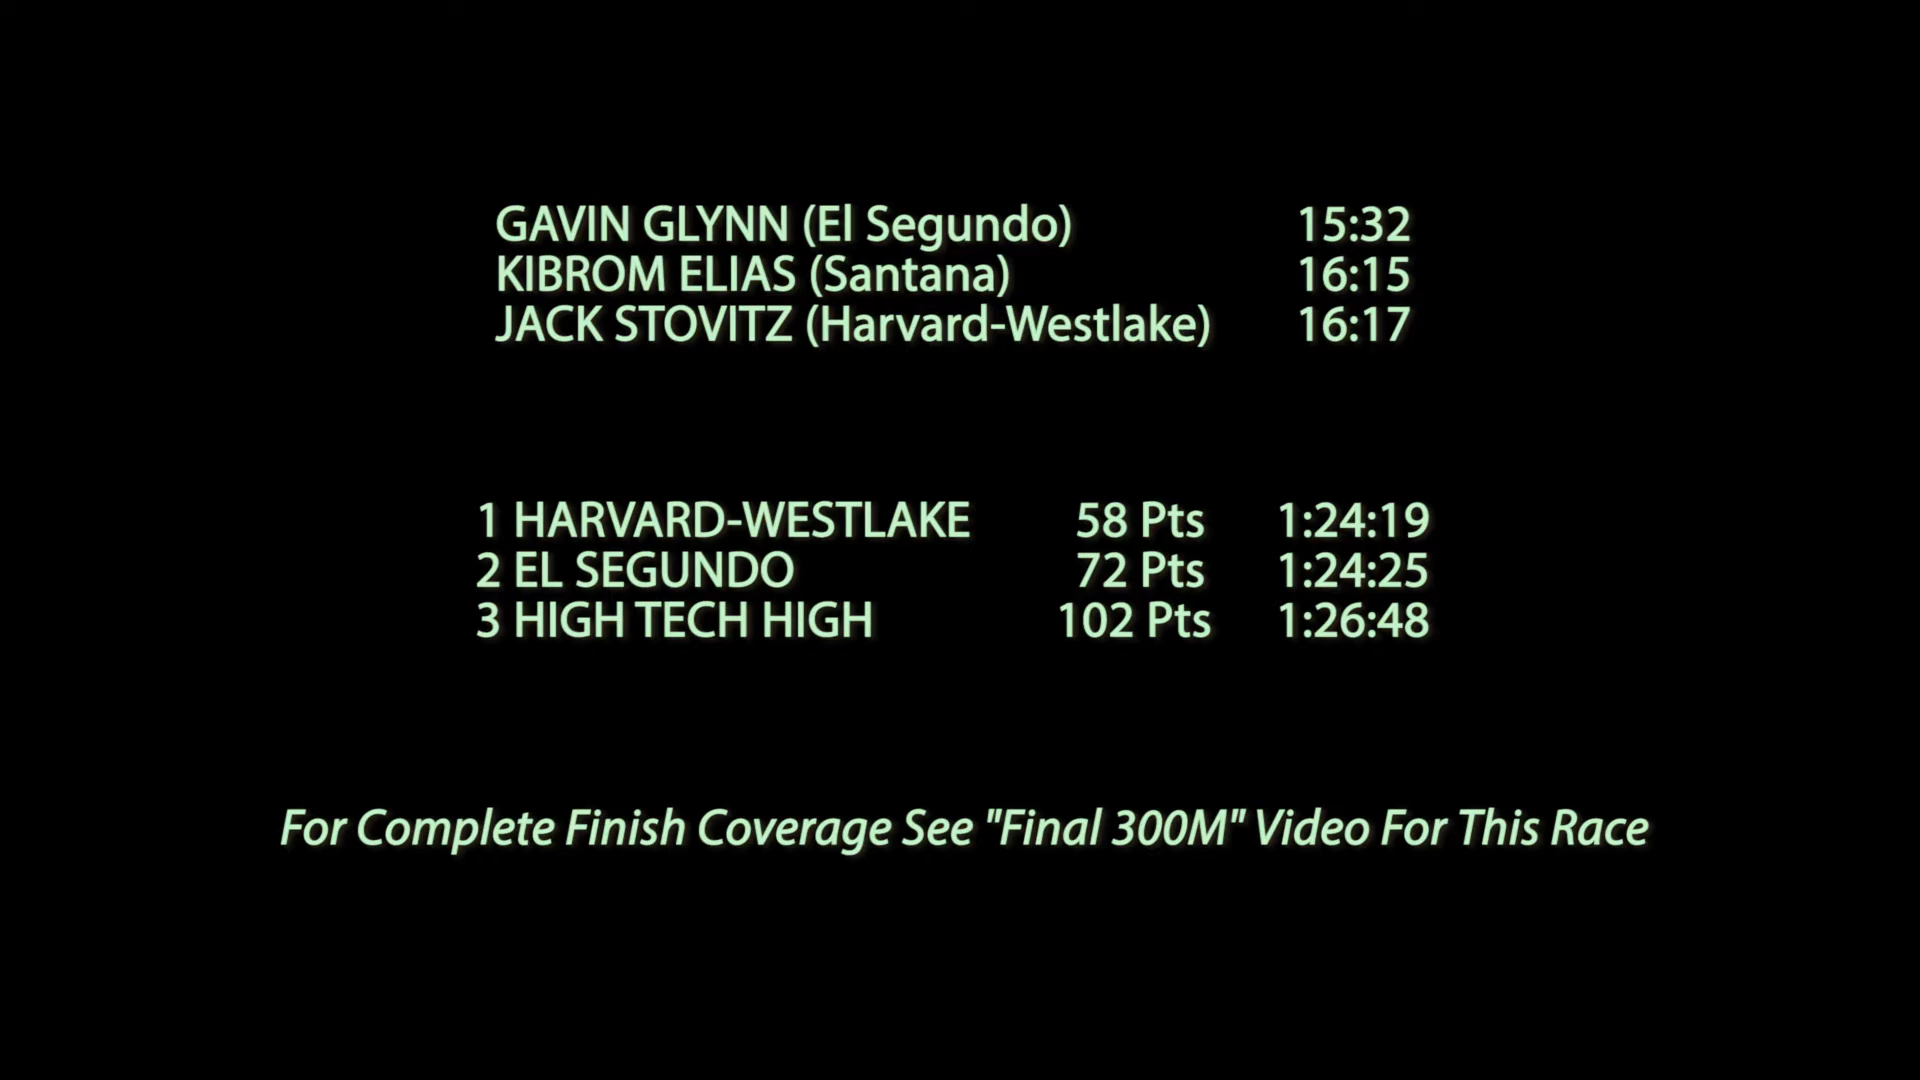 GAVIN GLYNN (El Segundo) 15:32
KIBROM ELIAS (Santana) 16:15
JACK STOVITZ (Harvard-Westlake) 16:17
1 HARVARD-WESTLAKE 58 Pts 1:24:19
2 EL SEGUNDO 72 Pts 1:24:25
3 HIGH TECH HIGH 102 Pts 1:26:48
For Complete Finish Coverage See "Final 300M" Video For This Race